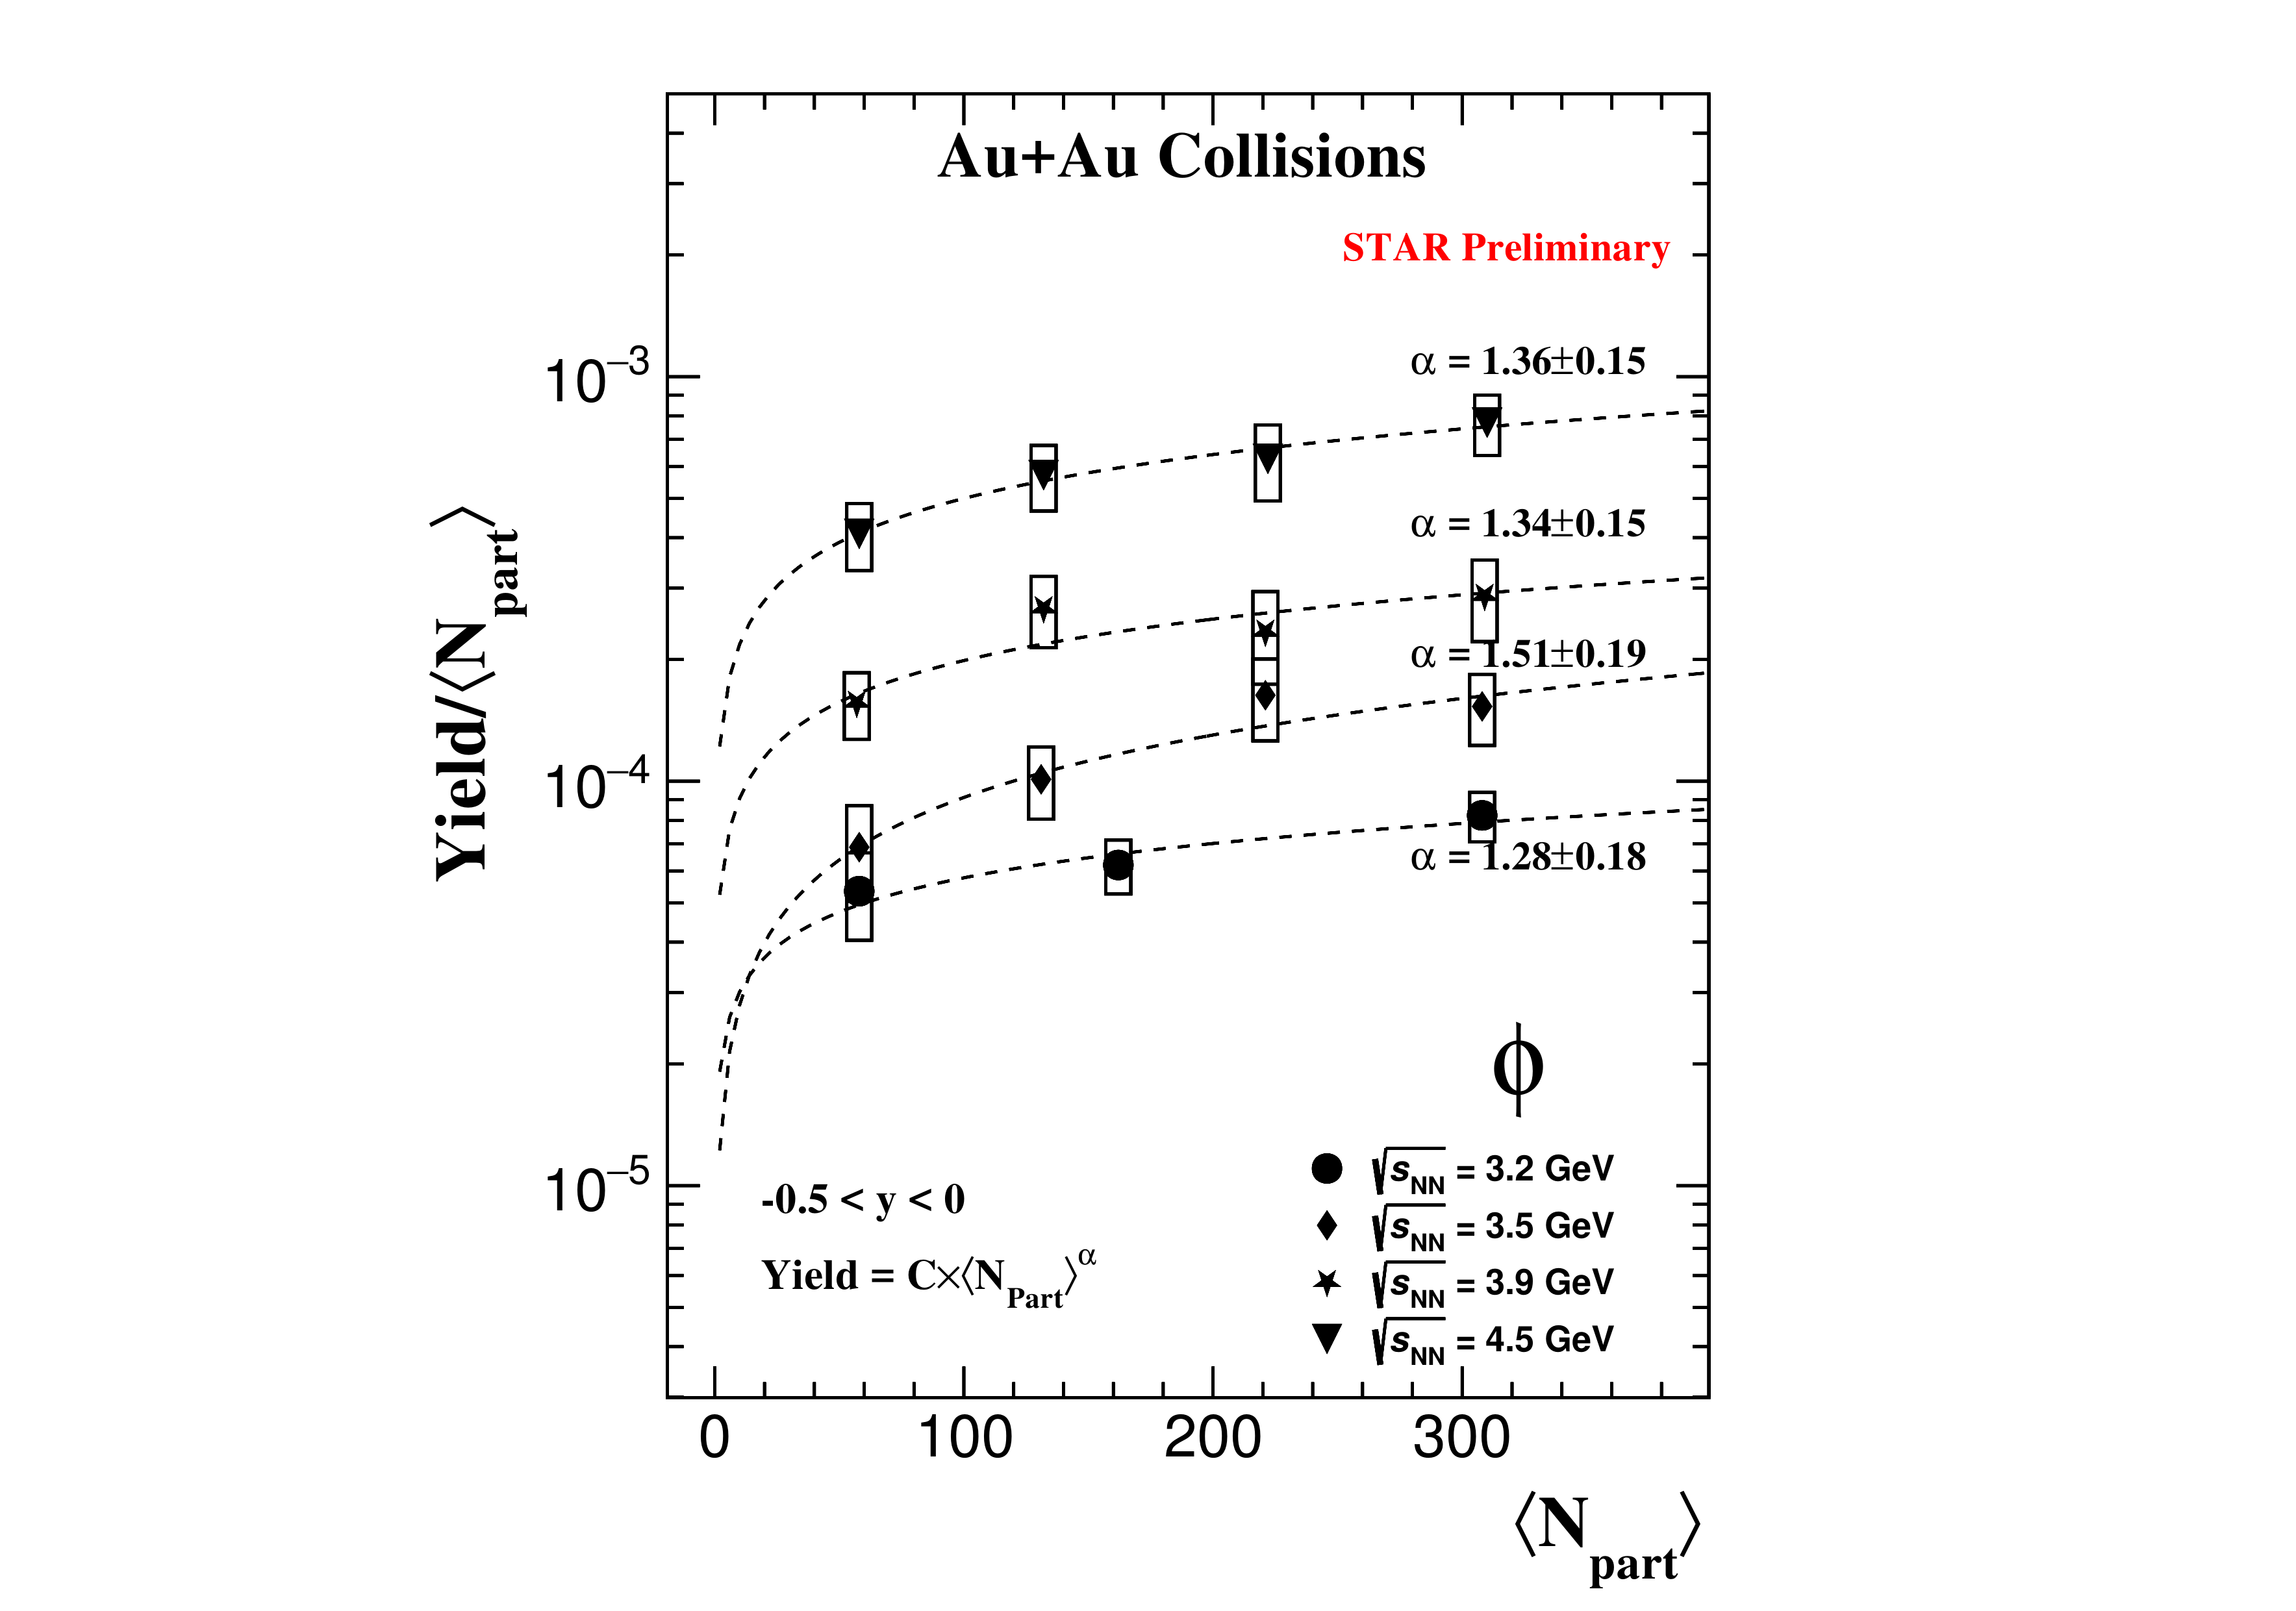 Au+Au Collisions
STAR Preliminary
Yield/⟨N_part⟩
10^−3
10^−4
10^−5
α = 1.36±0.15
α = 1.34±0.15
α = 1.51±0.19
α = 1.28±0.18
ϕ
-0.5 < y < 0
Yield = C×⟨N_Part⟩^α
√s_NN = 3.2 GeV
√s_NN = 3.5 GeV
√s_NN = 3.9 GeV
√s_NN = 4.5 GeV
0 100 200 300
⟨N_part⟩